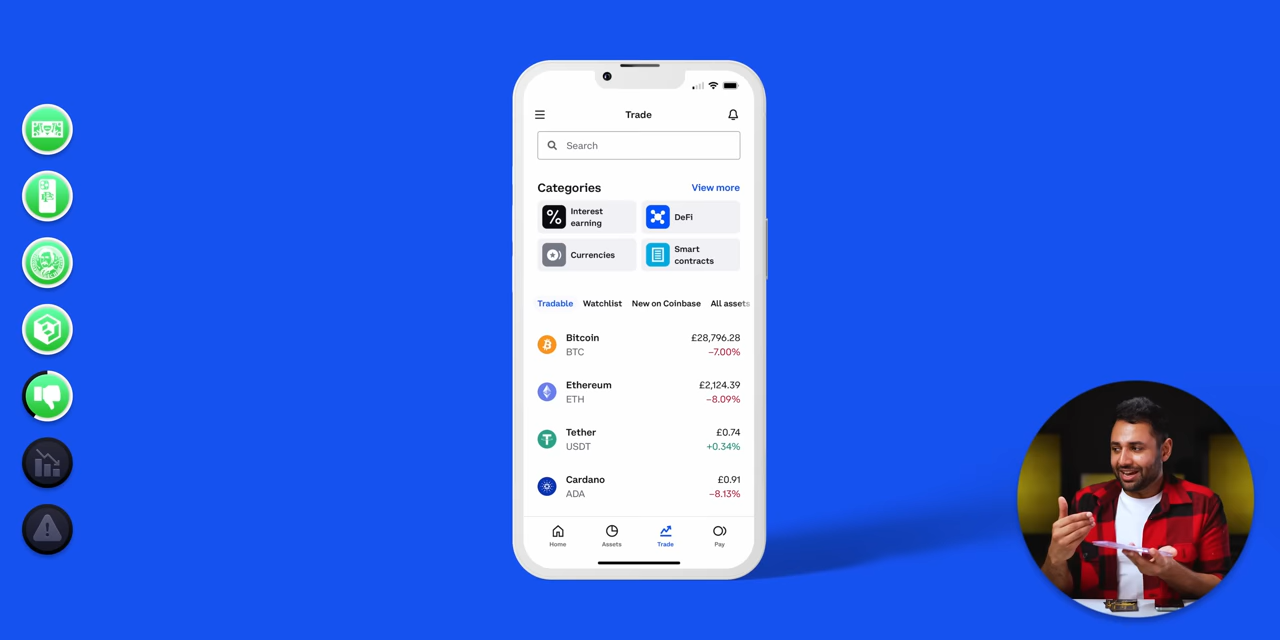 Trade
Search
Categories
View more
Interest
earning
DeFi
Currencies
Smart
contracts
Tradable Watchlist New on Coinbase All assets
Bitcoin £28,796.28
BTC −7.00%
Ethereum £2,124.39
ETH −8.09%
Tether £0.74
USDT +0.34%
Cardano £0.91
ADA −8.13%
Home Assets Trade Pay